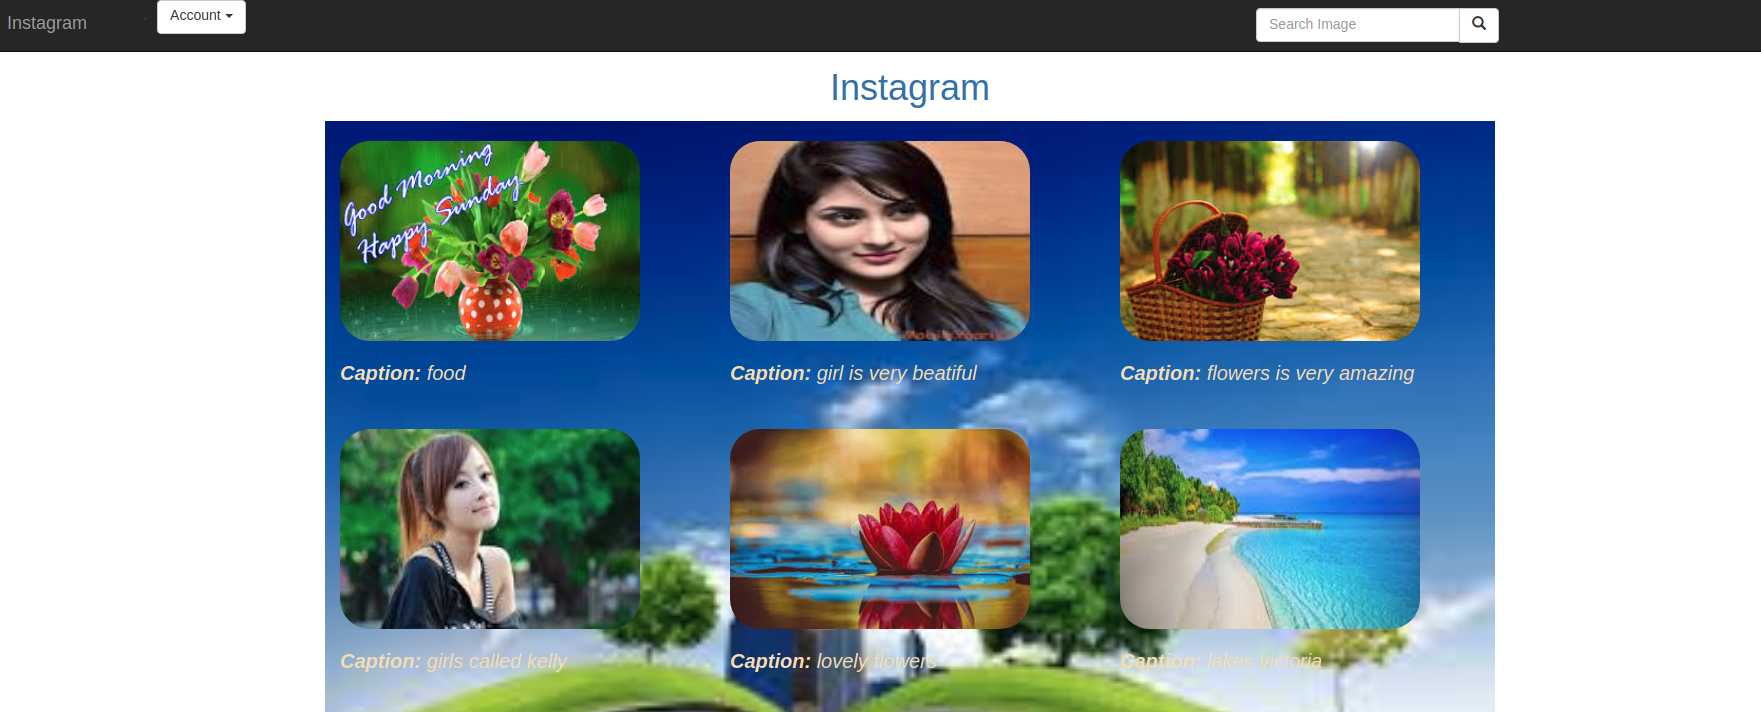 Instagram
Account
Search Image
Instagram
Good Morning
Happy Sunday
Caption: food
Caption: girl is very beatiful
Caption: flowers is very amazing
Caption: girls called kelly
Caption: lovely flowers
Caption: lakes victoria